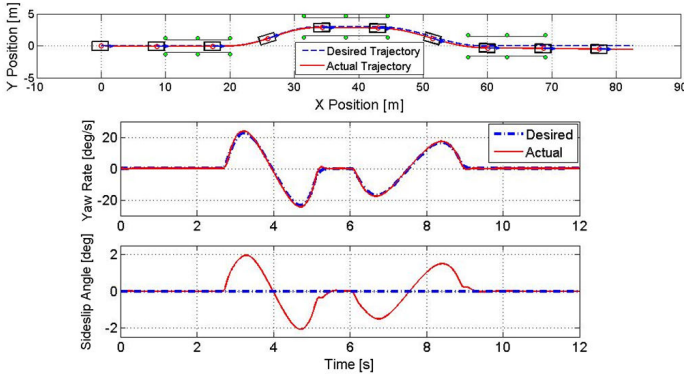 Y Position [m]
5
0
-5
-10 0 10 20 30 40 50 60 70 80 90
X Position [m]
Desired Trajectory
Actual Trajectory
Yaw Rate [deg/s]
20
0
-20
0 2 4 6 8 10 12
Time [s]
Desired
Actual
Sideslip Angle [deg]
2
0
-2
0 2 4 6 8 10 12
Time [s]